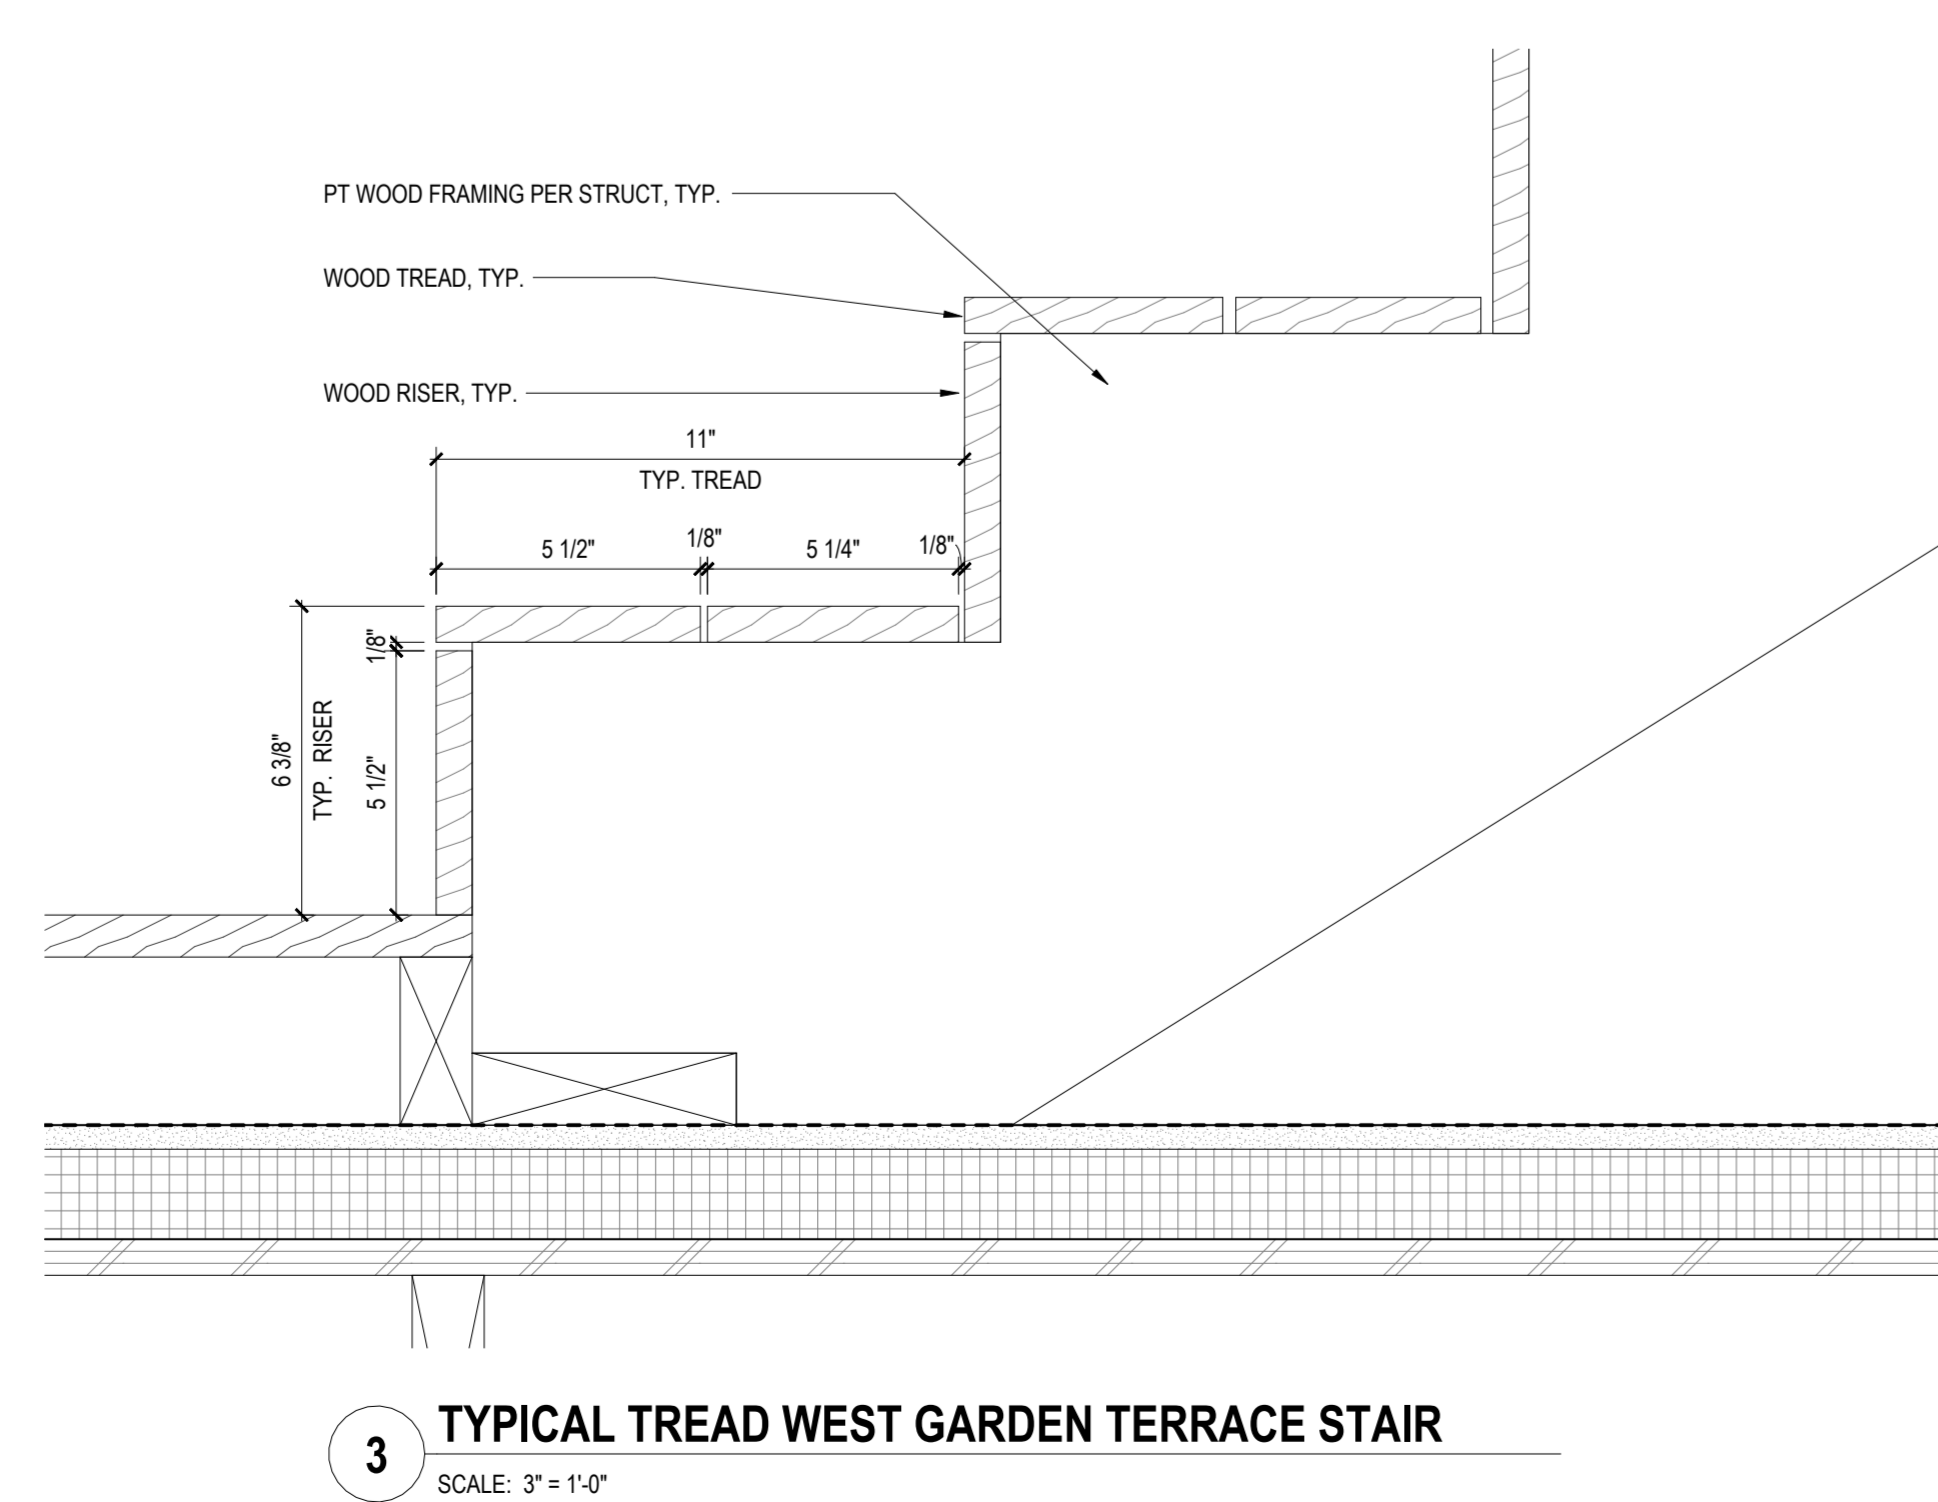 PT WOOD FRAMING PER STRUCT, TYP.
WOOD TREAD, TYP.
WOOD RISER, TYP.
11"
TYP. TREAD
5 1/2"
1/8"
5 1/4"
1/8"
1/8"
6 3/8"
TYP. RISER
5 1/2"
3
TYPICAL TREAD WEST GARDEN TERRACE STAIR
SCALE: 3" = 1'-0"